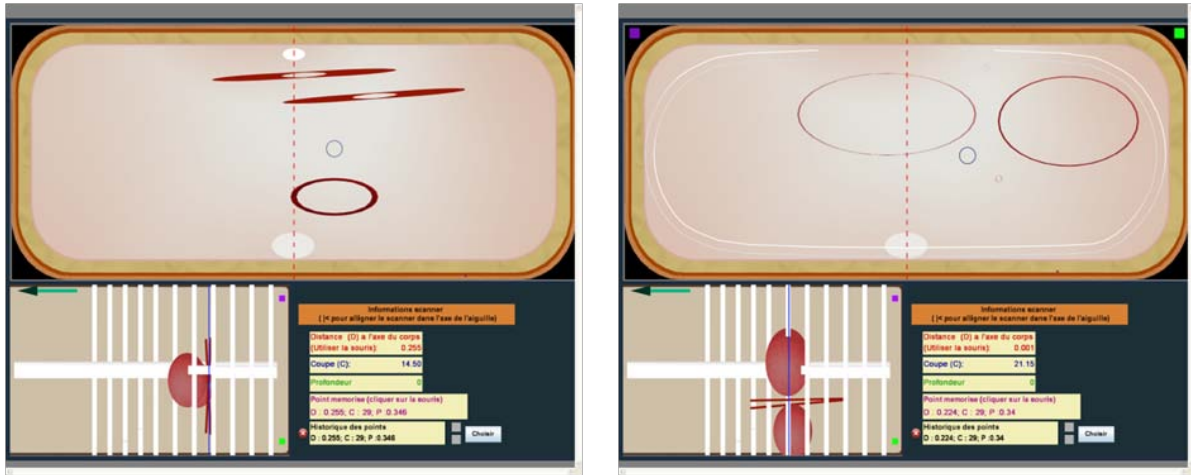 Informations scanner
( )< pour alligner le scanner dans l'axe de l'aiguille)
Distance (D) a l'axe du corps
(Utiliser la souris): 0.255
Coupe (C): 14.50
Profondeur 0
Point memorise (cliquer sur la souris)
D : 0.255; C : 29; P :0.346
Historique des points
D : 0.255; C : 29; P :0.346
Choisir
Informations scanner
( )< pour alligner le scanner dans l'axe de l'aiguille)
Distance (D) a l'axe du corps
(Utiliser la souris): 0.001
Coupe (C): 21.15
Profondeur 0
Point memorise (cliquer sur la souris)
D : 0.224; C : 29; P :0.34
Historique des points
D : 0.224; C : 29; P :0.34
Choisir